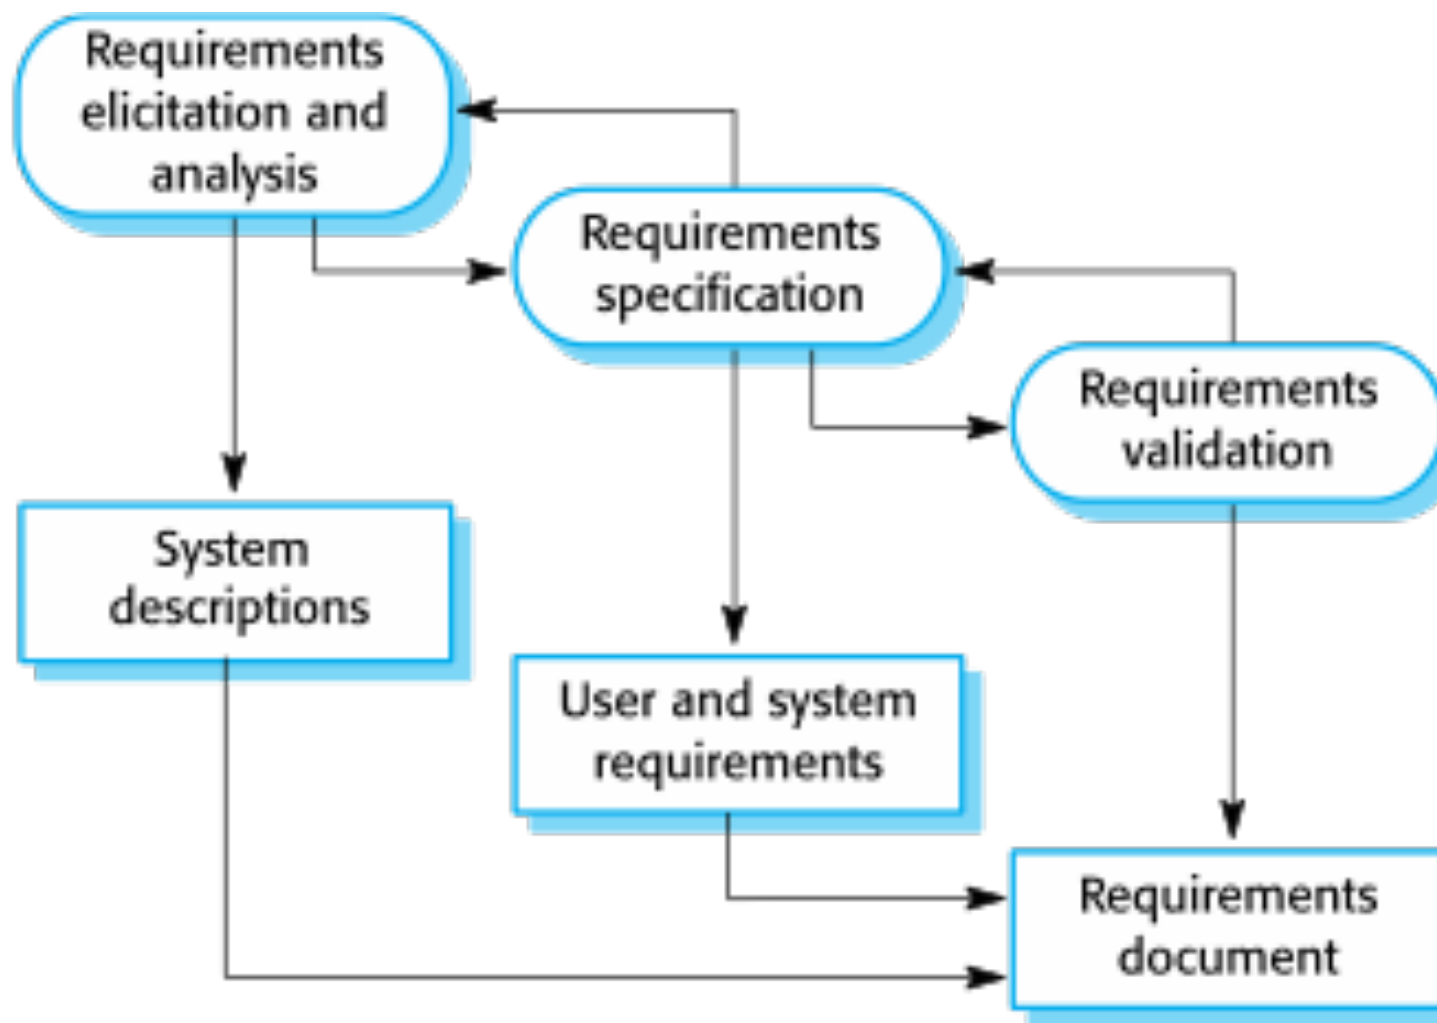 Requirements
elicitation and
analysis
Requirements
specification
Requirements
validation
System
descriptions
User and system
requirements
Requirements
document